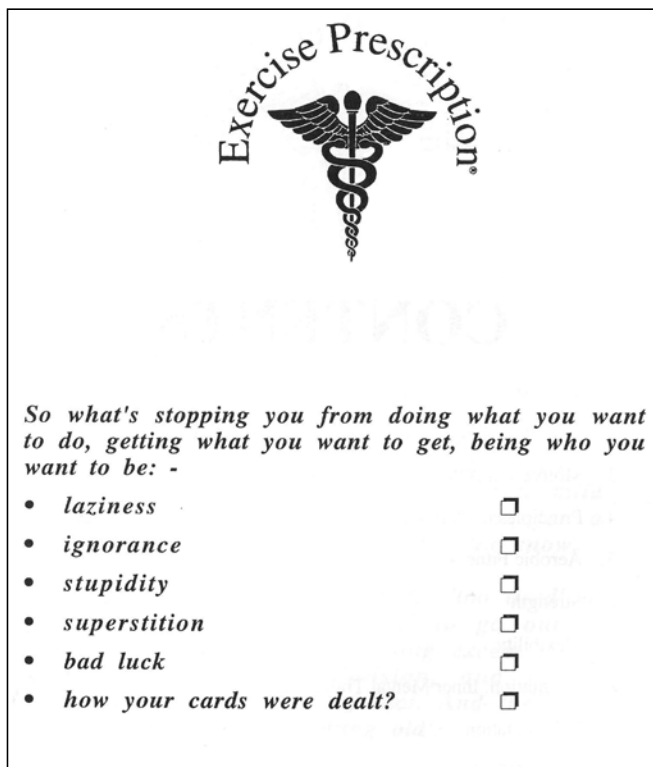 Exercise Prescription®
So what's stopping you from doing what you want
to do, getting what you want to get, being who you
want to be: -
• laziness
• ignorance
• stupidity
• superstition
• bad luck
• how your cards were dealt?